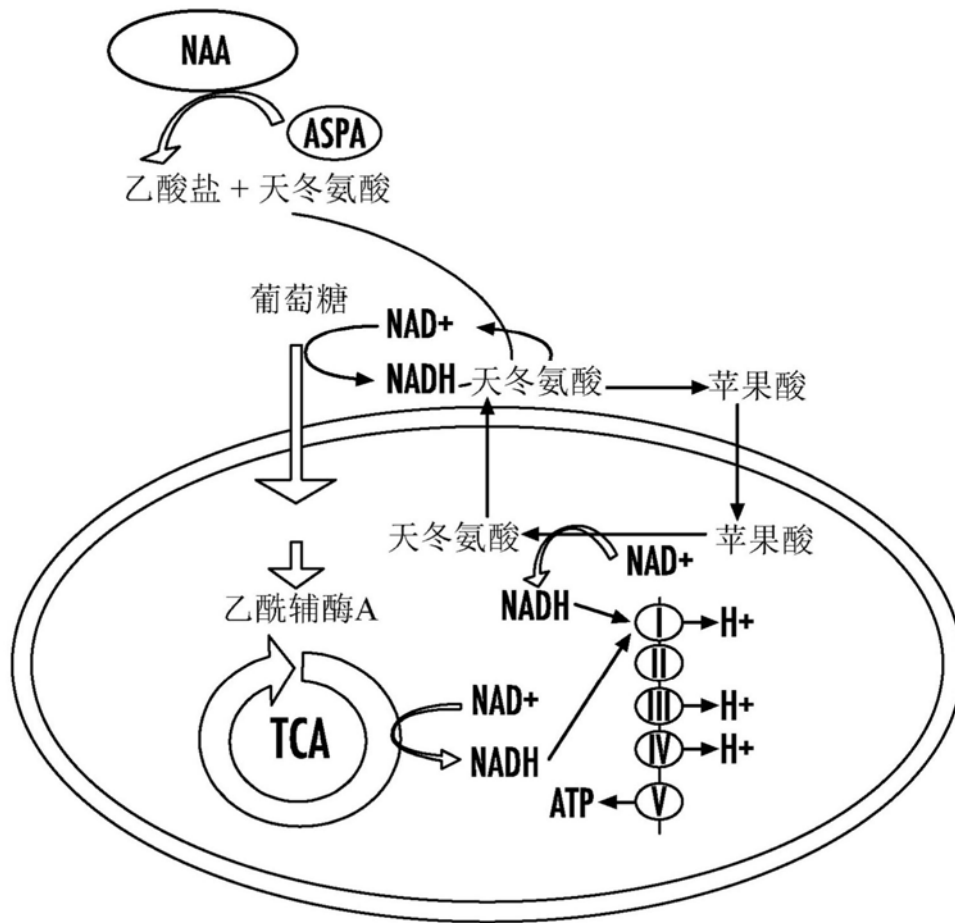 NAA
ASPA
乙酸盐 + 天冬氨酸
葡萄糖
NAD+
NADH
天冬氨酸
苹果酸
天冬氨酸
苹果酸
NAD+
NADH
乙酰辅酶A
I
H+
II
III
H+
IV
H+
V
ATP
TCA
NAD+
NADH